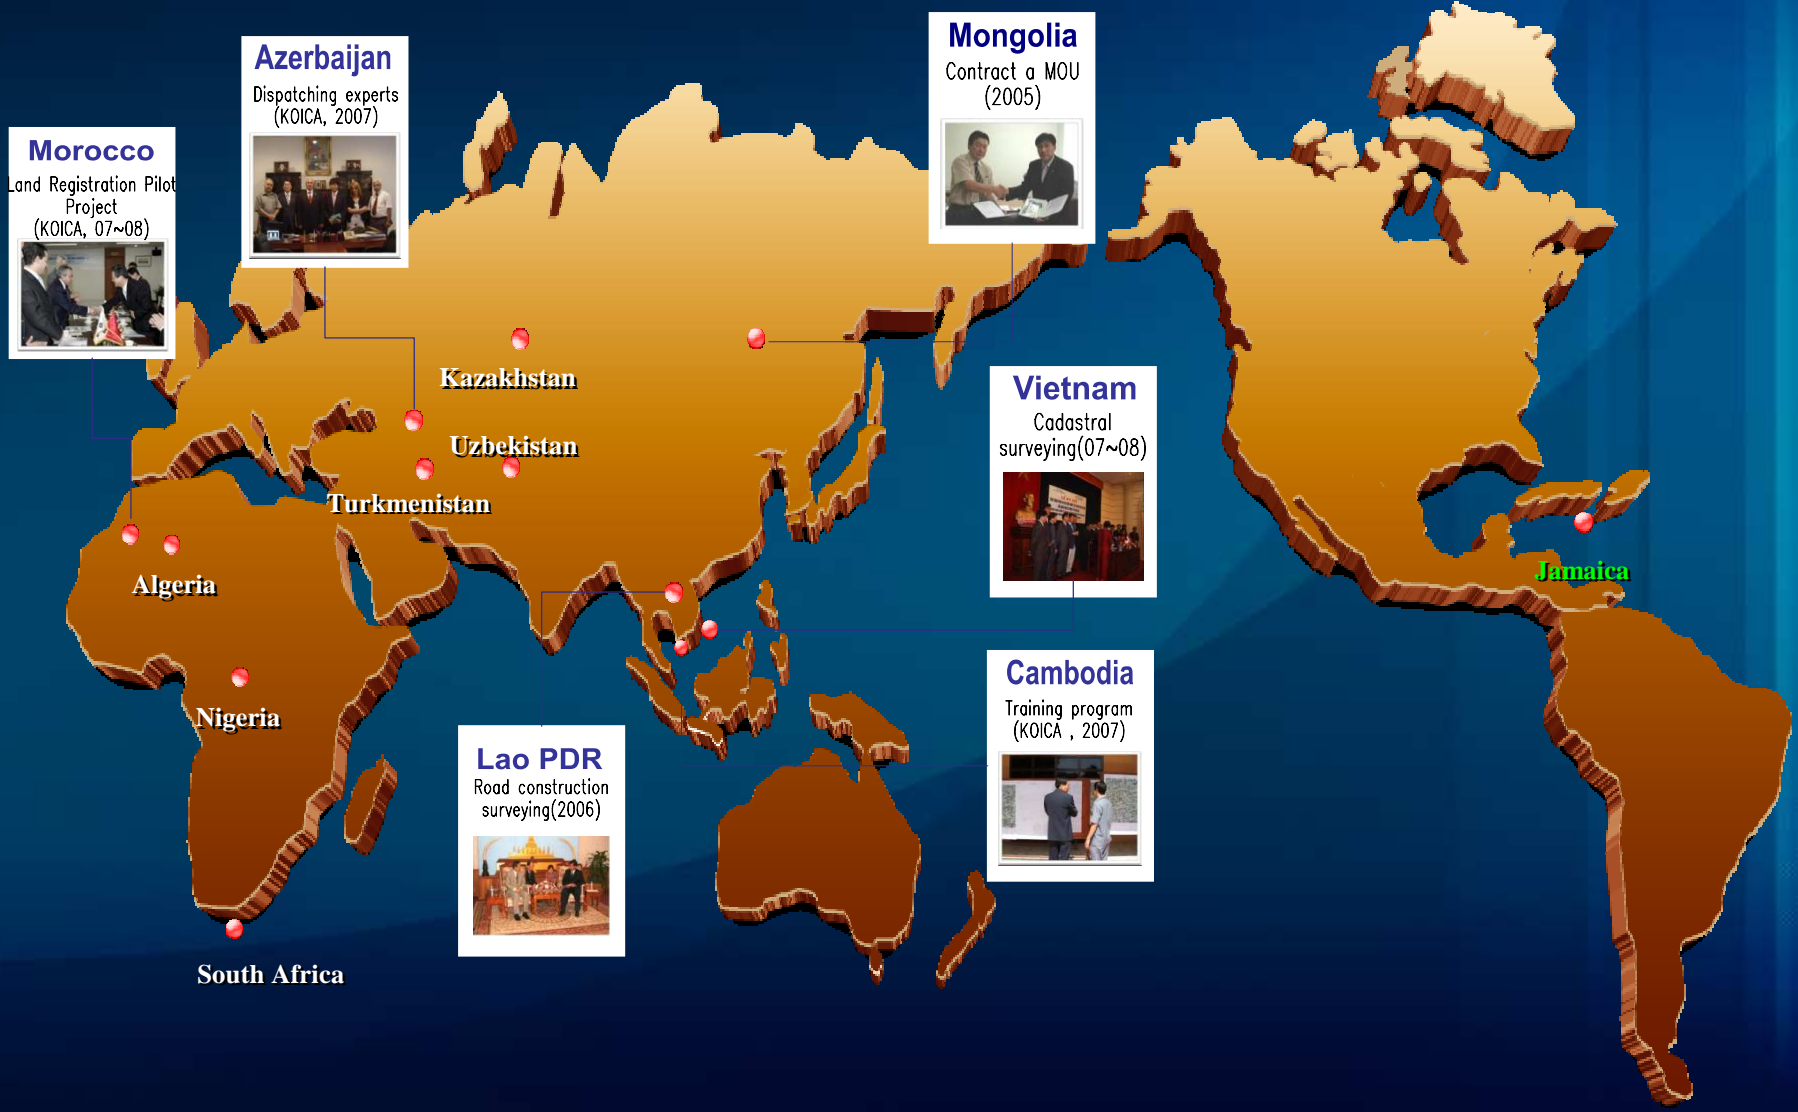 Azerbaijan
Dispatching experts
(KOICA, 2007)
Mongolia
Contract a MOU
(2005)
Morocco
Land Registration Pilot
Project
(KOICA, 07~08)
Kazakhstan
Uzbekistan
Turkmenistan
Vietnam
Cadastral
surveying(07~08)
Algeria
Jamaica
Nigeria
Cambodia
Training program
(KOICA , 2007)
Lao PDR
Road construction
surveying(2006)
South Africa